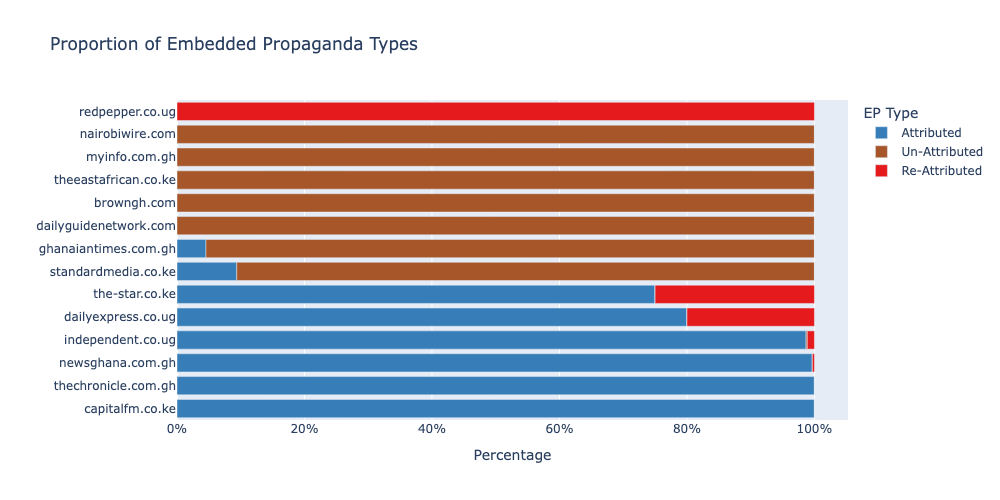 Proportion of Embedded Propaganda Types
EP Type
Attributed
Un-Attributed
Re-Attributed
redpepper.co.ug
nairobiwire.com
myinfo.com.gh
theeastafrican.co.ke
browngh.com
dailyguidenetwork.com
ghanaiantimes.com.gh
standardmedia.co.ke
the-star.co.ke
dailyexpress.co.ug
independent.co.ug
newsghana.com.gh
thechronicle.com.gh
capitalfm.co.ke
0% 20% 40% 60% 80% 100%
Percentage